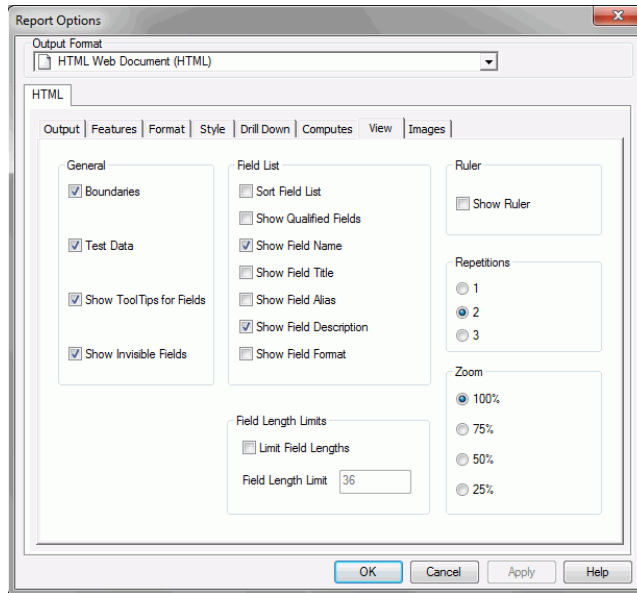 Report Options
Output Format
HTML Web Document (HTML)
HTML
Output Features Format Style Drill Down Computes View Images
General
Boundaries
Test Data
Show ToolTips for Fields
Show Invisible Fields
Field List
Sort Field List
Show Qualified Fields
Show Field Name
Show Field Title
Show Field Alias
Show Field Description
Show Field Format
Field Length Limits
Limit Field Lengths
Field Length Limit 36
Ruler
Show Ruler
Repetitions
1
2
3
Zoom
100%
75%
50%
25%
OK Cancel Apply Help